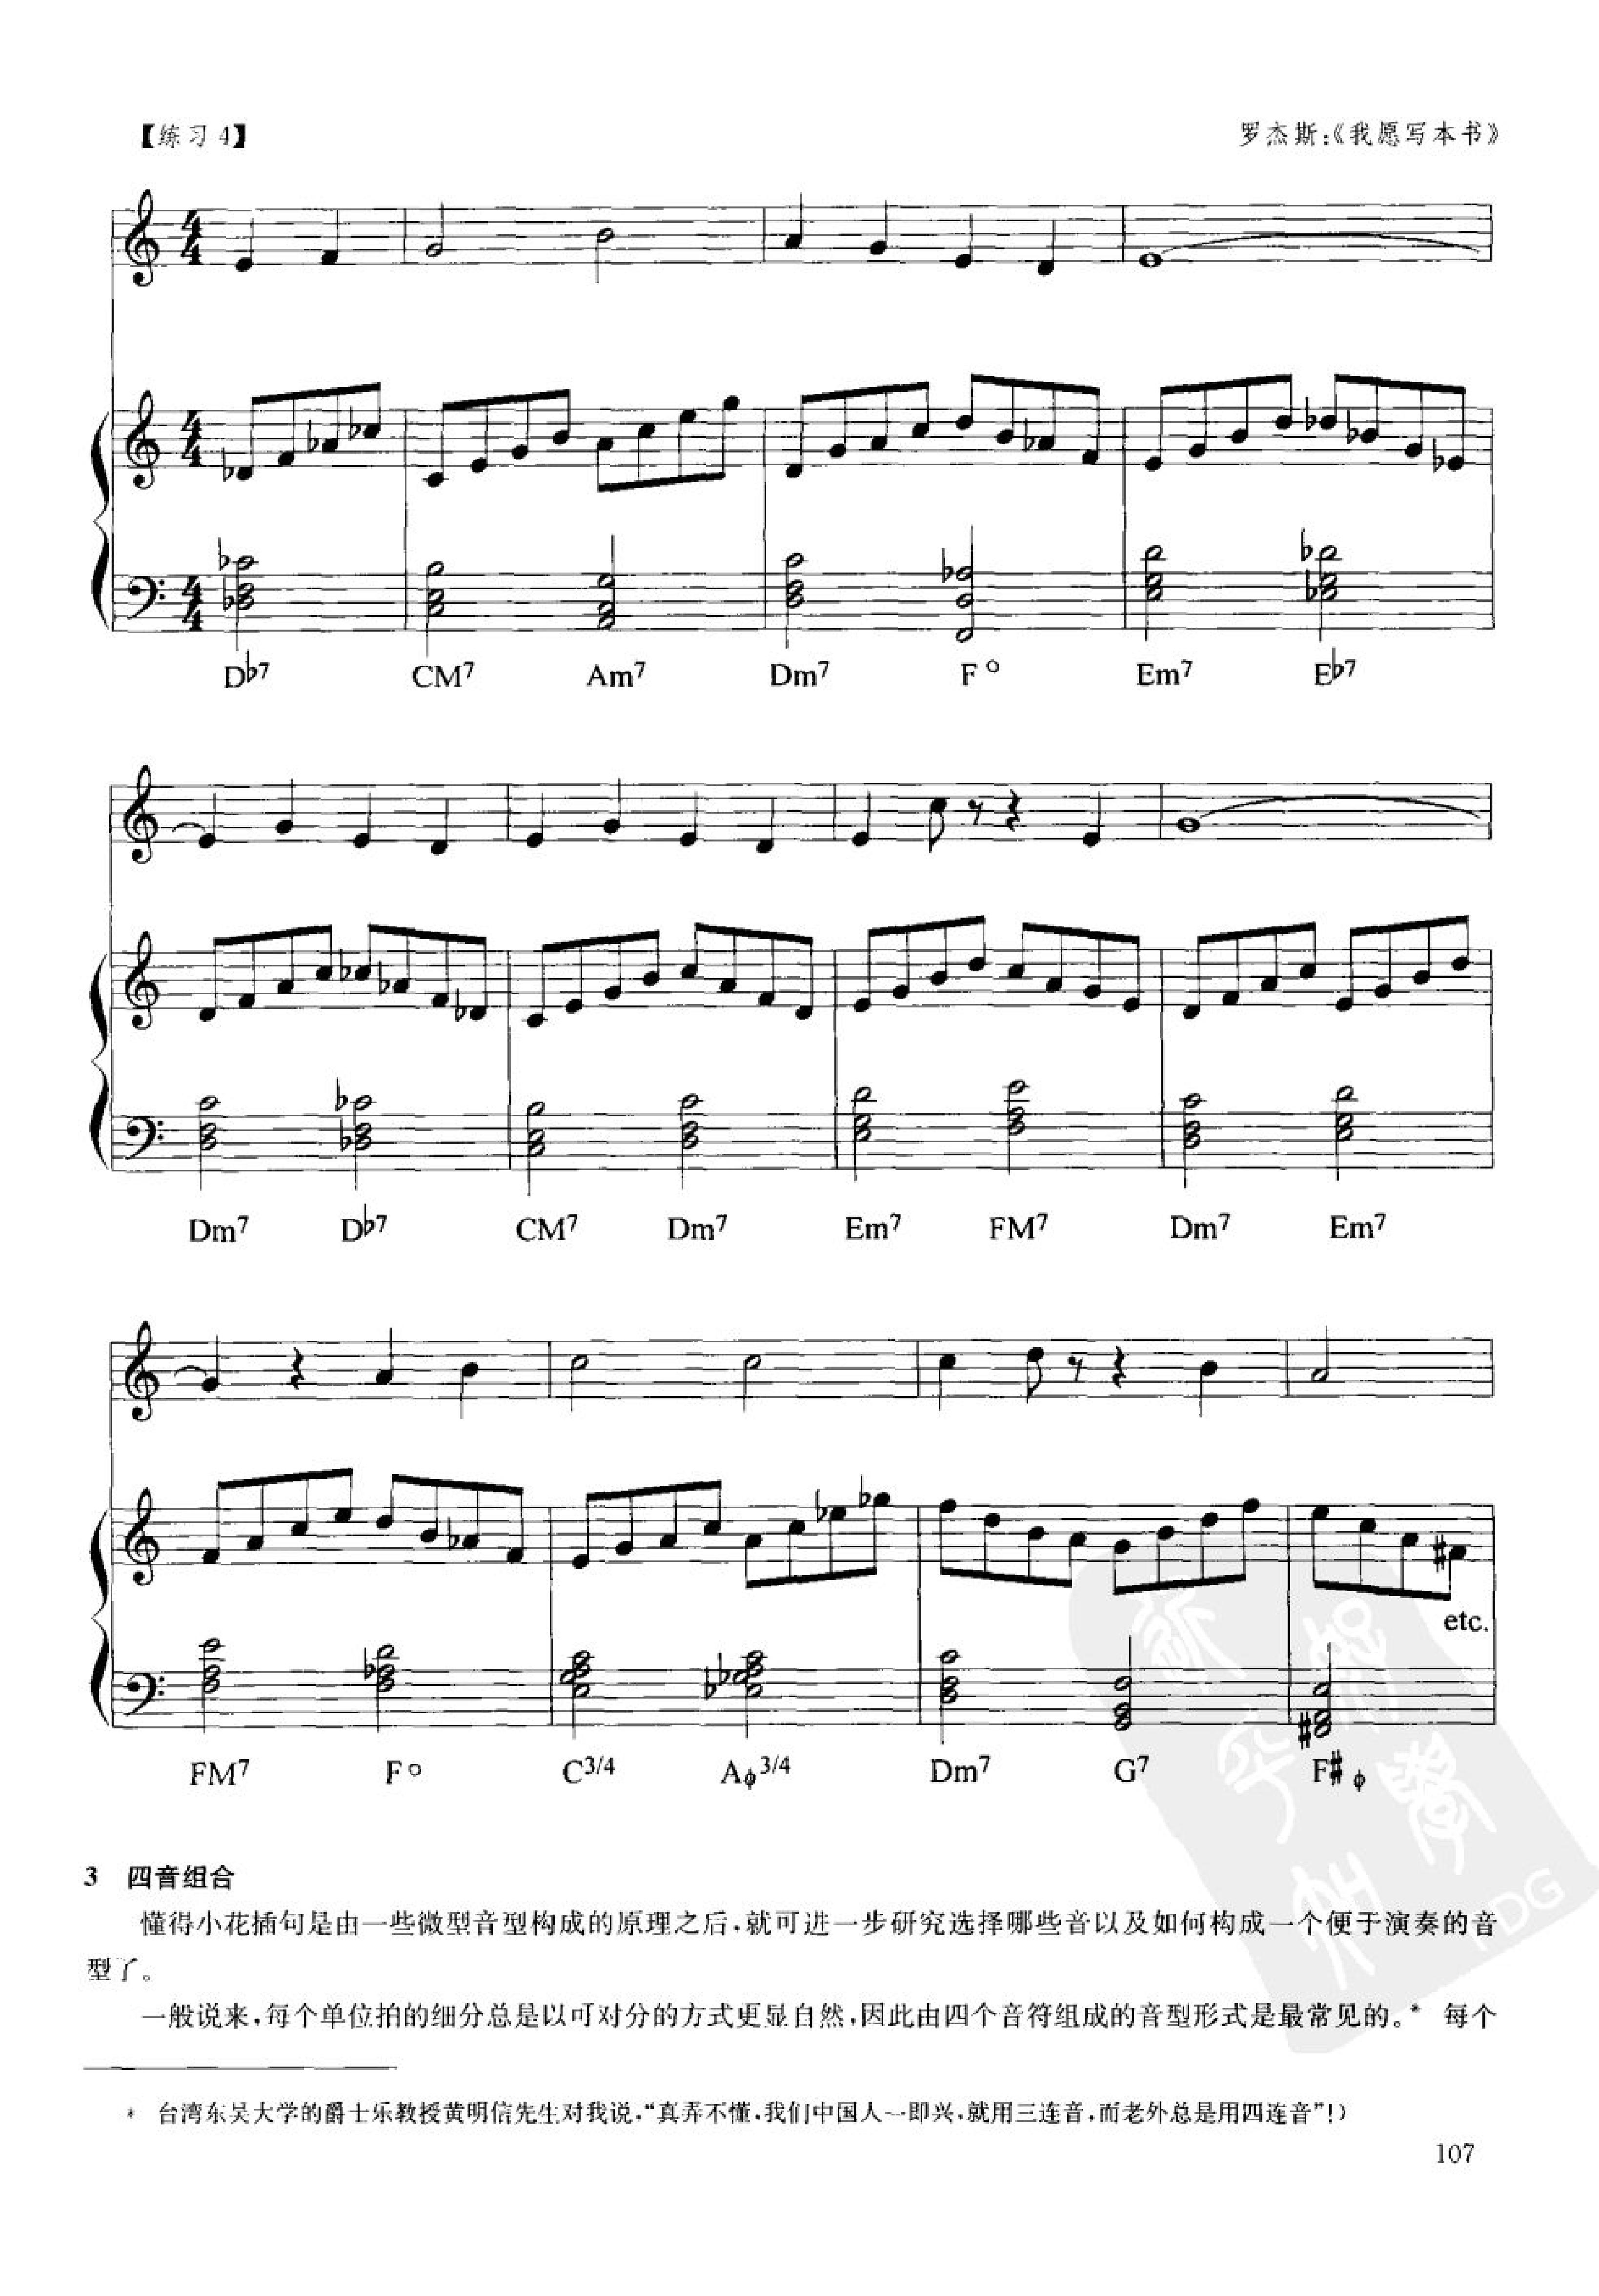 【练习 4】 罗杰斯:《我愿写本书》
D♭7 CM7 Am7 Dm7 F° Em7 E♭7
Dm7 D♭7 CM7 Dm7 Em7 FM7 Dm7 Em7
etc.
FM7 F° C3/4 Aϕ3/4 Dm7 G7 F#ϕ
3 四音组合
懂得小花插句是由一些微型音型构成的原理之后,就可进一步研究选择哪些音以及如何构成一个便于演奏的音
型了。
一般说来,每个单位拍的细分总是以可对分的方式更显自然,因此由四个音符组成的音型形式是最常见的。* 每个
* 台湾东吴大学的爵士乐教授黄明信先生对我说,“真弄不懂,我们中国人一即兴,就用三连音,而老外总是用四连音”!)
107